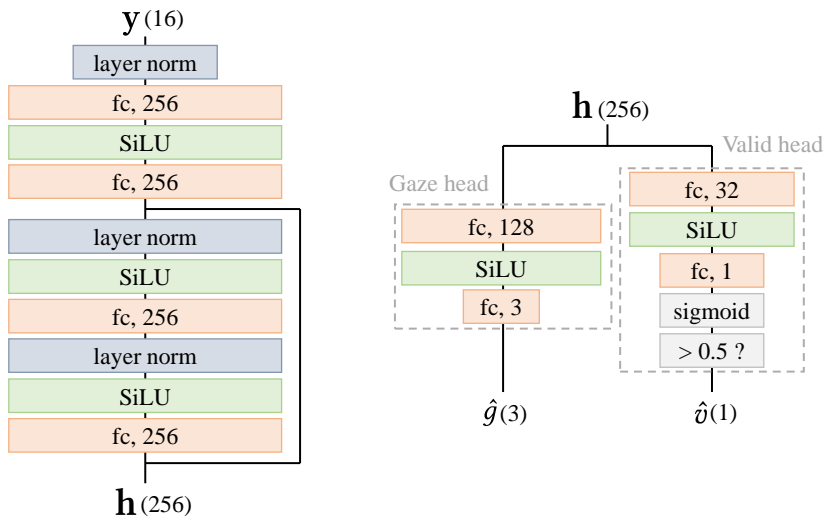 y (16)
layer norm
fc, 256
SiLU
fc, 256
layer norm
SiLU
fc, 256
layer norm
SiLU
fc, 256
h (256)
h (256)
Gaze head
fc, 128
SiLU
fc, 3
ĝ (3)
Valid head
fc, 32
SiLU
fc, 1
sigmoid
> 0.5 ?
v̂ (1)